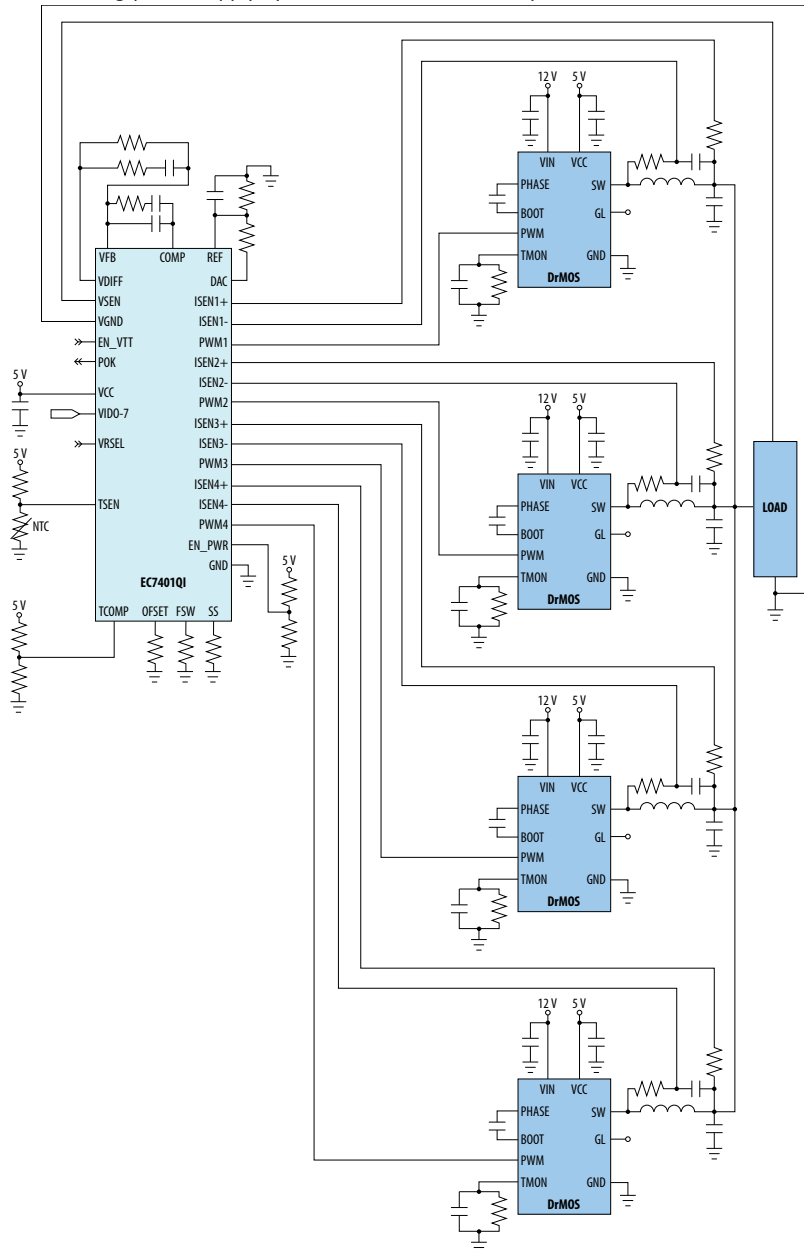 12 V 5 V
VIN VCC
PHASE SW
BOOT GL
PWM
TMON GND
DrMOS
VFB COMP REF
VDIFF DAC
VSEN ISEN1+
VGND ISEN1-
EN_VTT PWM1
POK ISEN2+
5 V ISEN2-
VCC PWM2
VID0-7 ISEN3+
VRSEL ISEN3-
5 V PWM3
ISEN4+
TSEN ISEN4-
NTC PWM4
EN_PWR
5 V
GND
EC7401QI
5 V
TCOMP OFSET FSW SS
12 V 5 V
VIN VCC
PHASE SW
BOOT GL
PWM
TMON GND
DrMOS
LOAD
12 V 5 V
VIN VCC
PHASE SW
BOOT GL
PWM
TMON GND
DrMOS
12 V 5 V
VIN VCC
PHASE SW
BOOT GL
PWM
TMON GND
DrMOS